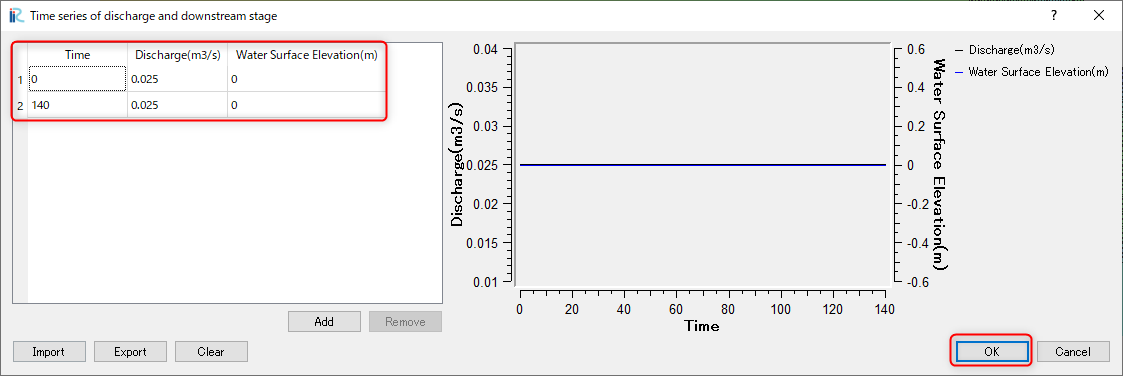 iRC Time series of discharge and downstream stage ?
Time Discharge(m3/s) Water Surface Elevation(m)
1 0 0.025 0
2 140 0.025 0
Add Remove
Import Export Clear
Discharge(m3/s)
0.04
0.035
0.03
0.025
0.02
0.015
0.01
0 20 40 60 80 100 120 140
Time
0.6
0.4
0.2
0
-0.2
-0.4
-0.6
Water Surface Elevation(m)
Discharge(m3/s)
Water Surface Elevation(m)
OK Cancel